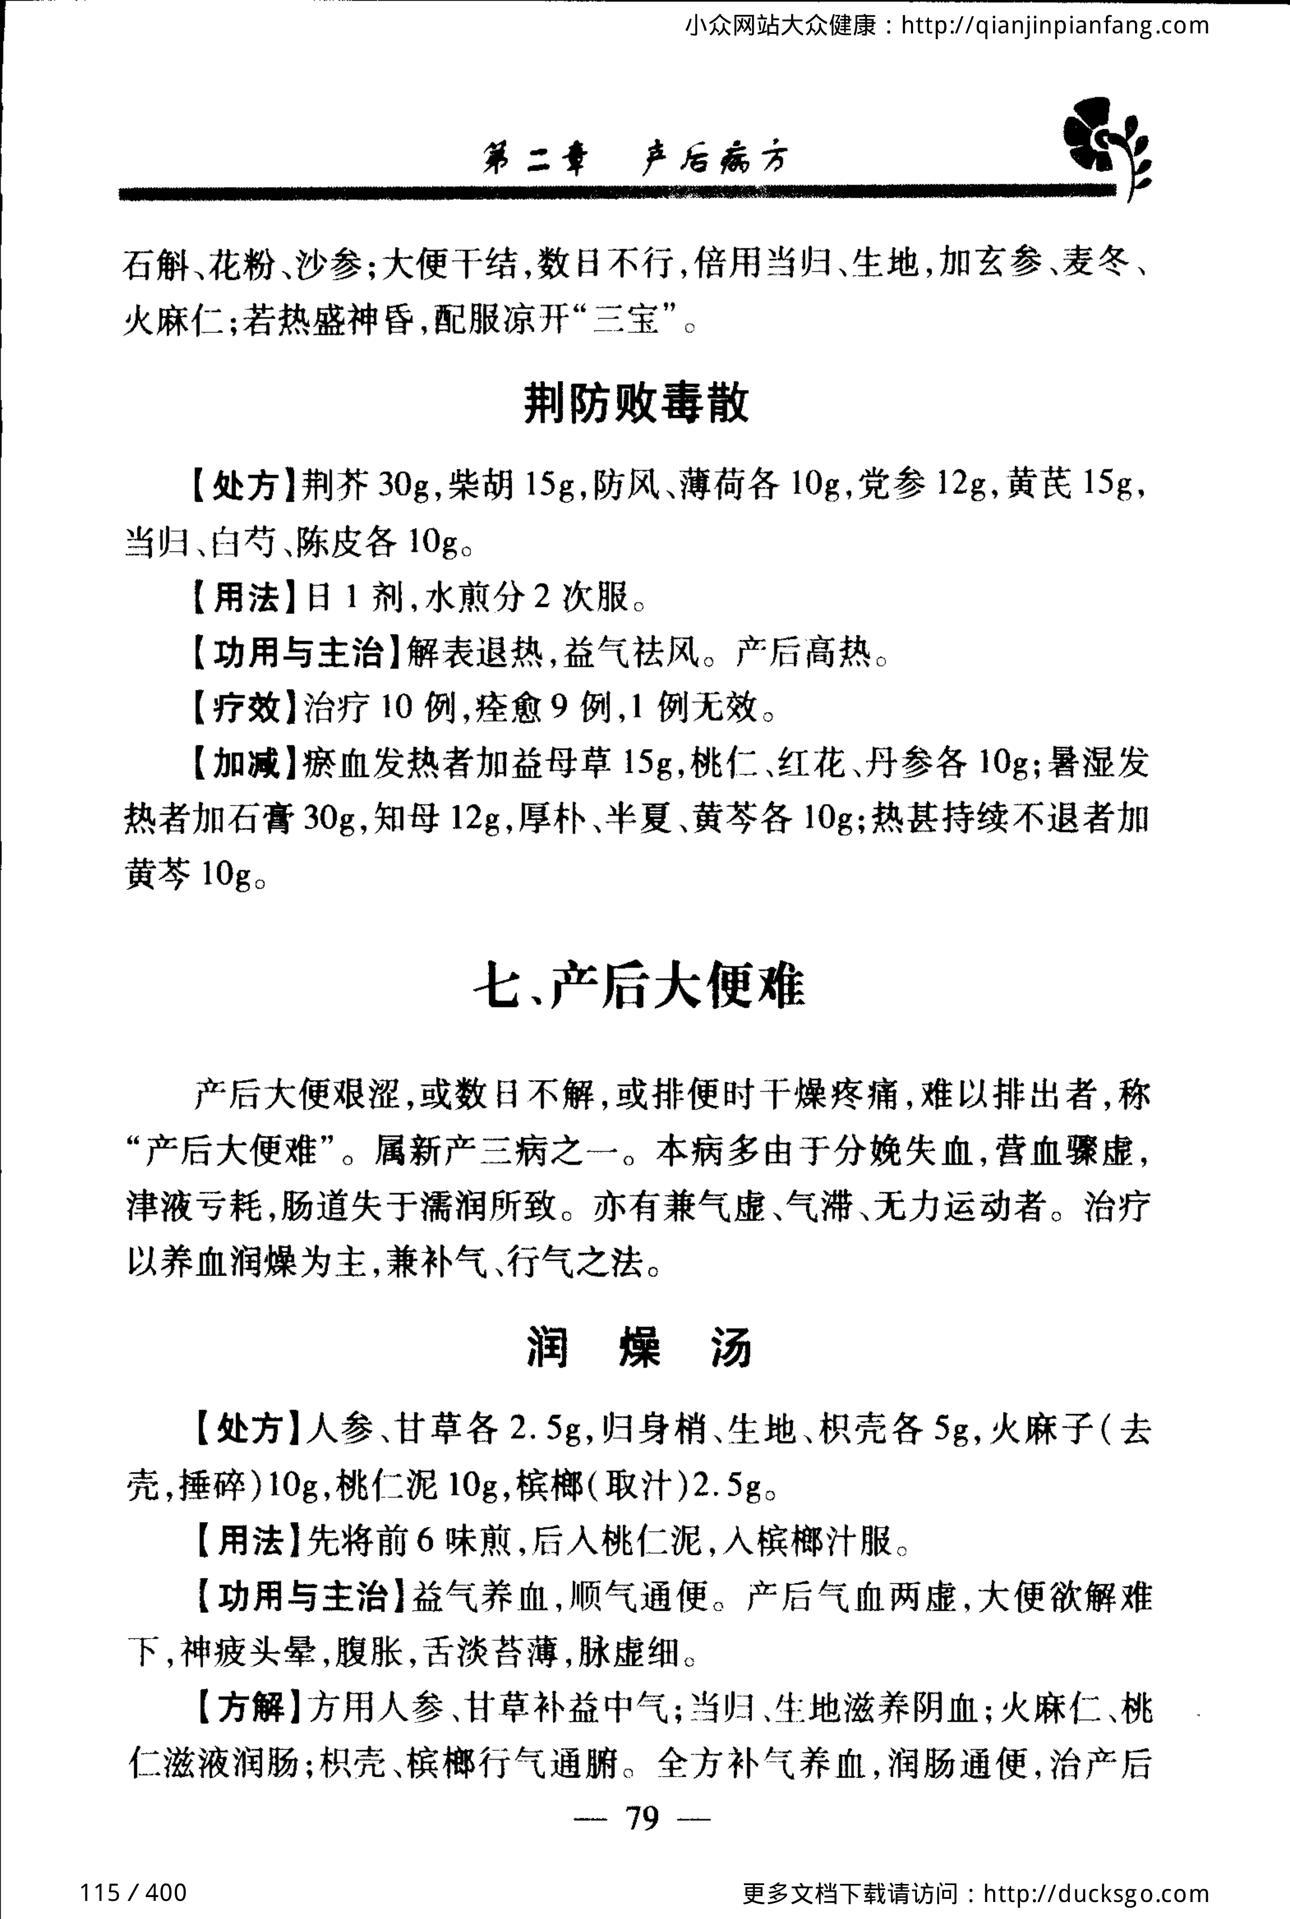 小众网站大众健康：http://qianjinpianfang.com
第二章 产后病方
石斛、花粉、沙参；大便干结，数日不行，倍用当归、生地，加玄参、麦冬、
火麻仁；若热盛神昏，配服凉开“三宝”。
荆防败毒散
【处方】荆芥 30g，柴胡 15g，防风、薄荷各 10g，党参 12g，黄芪 15g，
当归、白芍、陈皮各 10g。
【用法】日 1 剂，水煎分 2 次服。
【功用与主治】解表退热，益气祛风。产后高热。
【疗效】治疗 10 例，痊愈 9 例，1 例无效。
【加减】瘀血发热者加益母草 15g，桃仁、红花、丹参各 10g；暑湿发
热者加石膏 30g，知母 12g，厚朴、半夏、黄芩各 10g；热甚持续不退者加
黄芩 10g。
七、产后大便难
产后大便艰涩，或数日不解，或排便时干燥疼痛，难以排出者，称
“产后大便难”。属新产三病之一。本病多由于分娩失血，营血骤虚，
津液亏耗，肠道失于濡润所致。亦有兼气虚、气滞、无力运动者。治疗
以养血润燥为主，兼补气、行气之法。
润 燥 汤
【处方】人参、甘草各 2.5g，归身梢、生地、枳壳各 5g，火麻子（去
壳，捶碎）10g，桃仁泥 10g，槟榔（取汁）2.5g。
【用法】先将前 6 味煎，后入桃仁泥，入槟榔汁服。
【功用与主治】益气养血，顺气通便。产后气血两虚，大便欲解难
下，神疲头晕，腹胀，舌淡苔薄，脉虚细。
【方解】方用人参、甘草补益中气；当归、生地滋养阴血；火麻仁、桃
仁滋液润肠；枳壳、槟榔行气通腑。全方补气养血，润肠通便，治产后
— 79 —
115 / 400
更多文档下载请访问：http://ducksgo.com